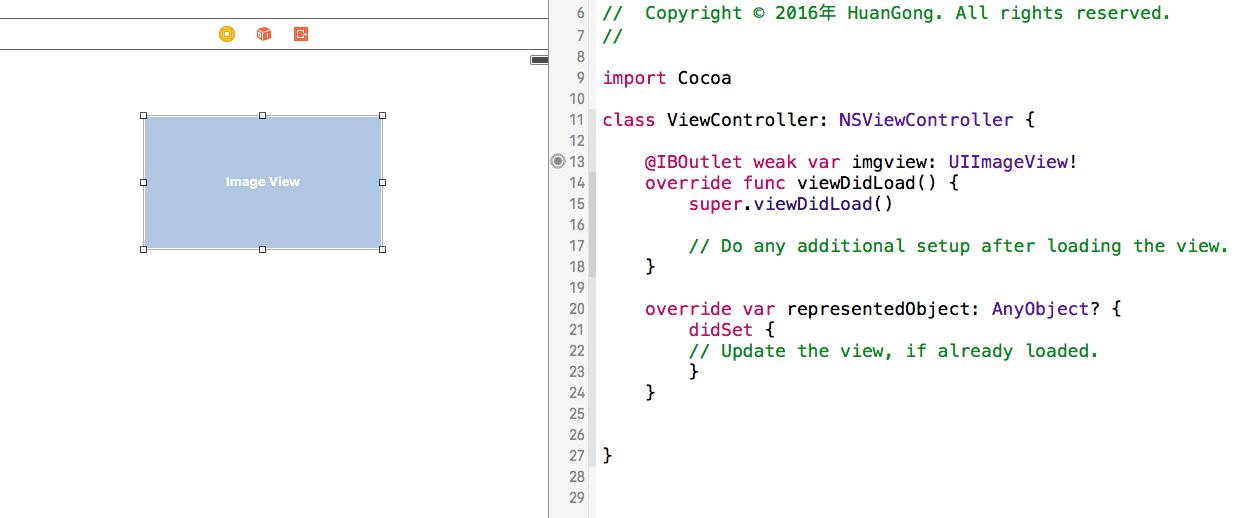 Image View
6 //  Copyright © 2016年 HuanGong. All rights reserved.
7 //
8
9 import Cocoa
10
11 class ViewController: NSViewController {
12
13     @IBOutlet weak var imgview: UIImageView!
14     override func viewDidLoad() {
15         super.viewDidLoad()
16
17         // Do any additional setup after loading the view.
18     }
19
20     override var representedObject: AnyObject? {
21         didSet {
22         // Update the view, if already loaded.
23         }
24     }
25
26
27 }
28
29